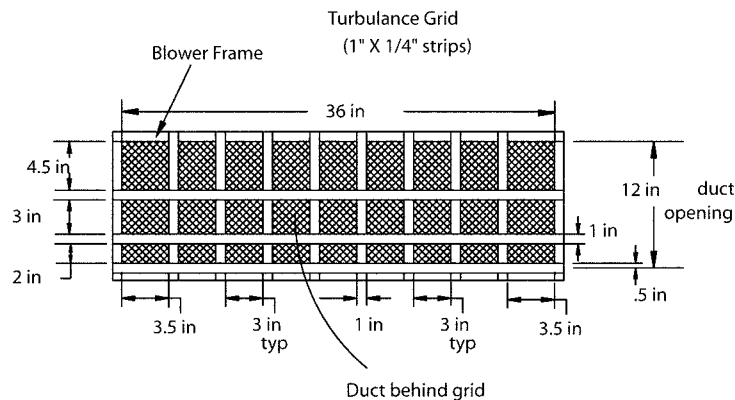 Turbulance Grid
(1" X 1/4" strips)
Blower Frame
36 in
4.5 in
12 in
duct
opening
3 in
1 in
2 in
.5 in
3.5 in
3 in
typ
1 in
3 in
typ
3.5 in
Duct behind grid